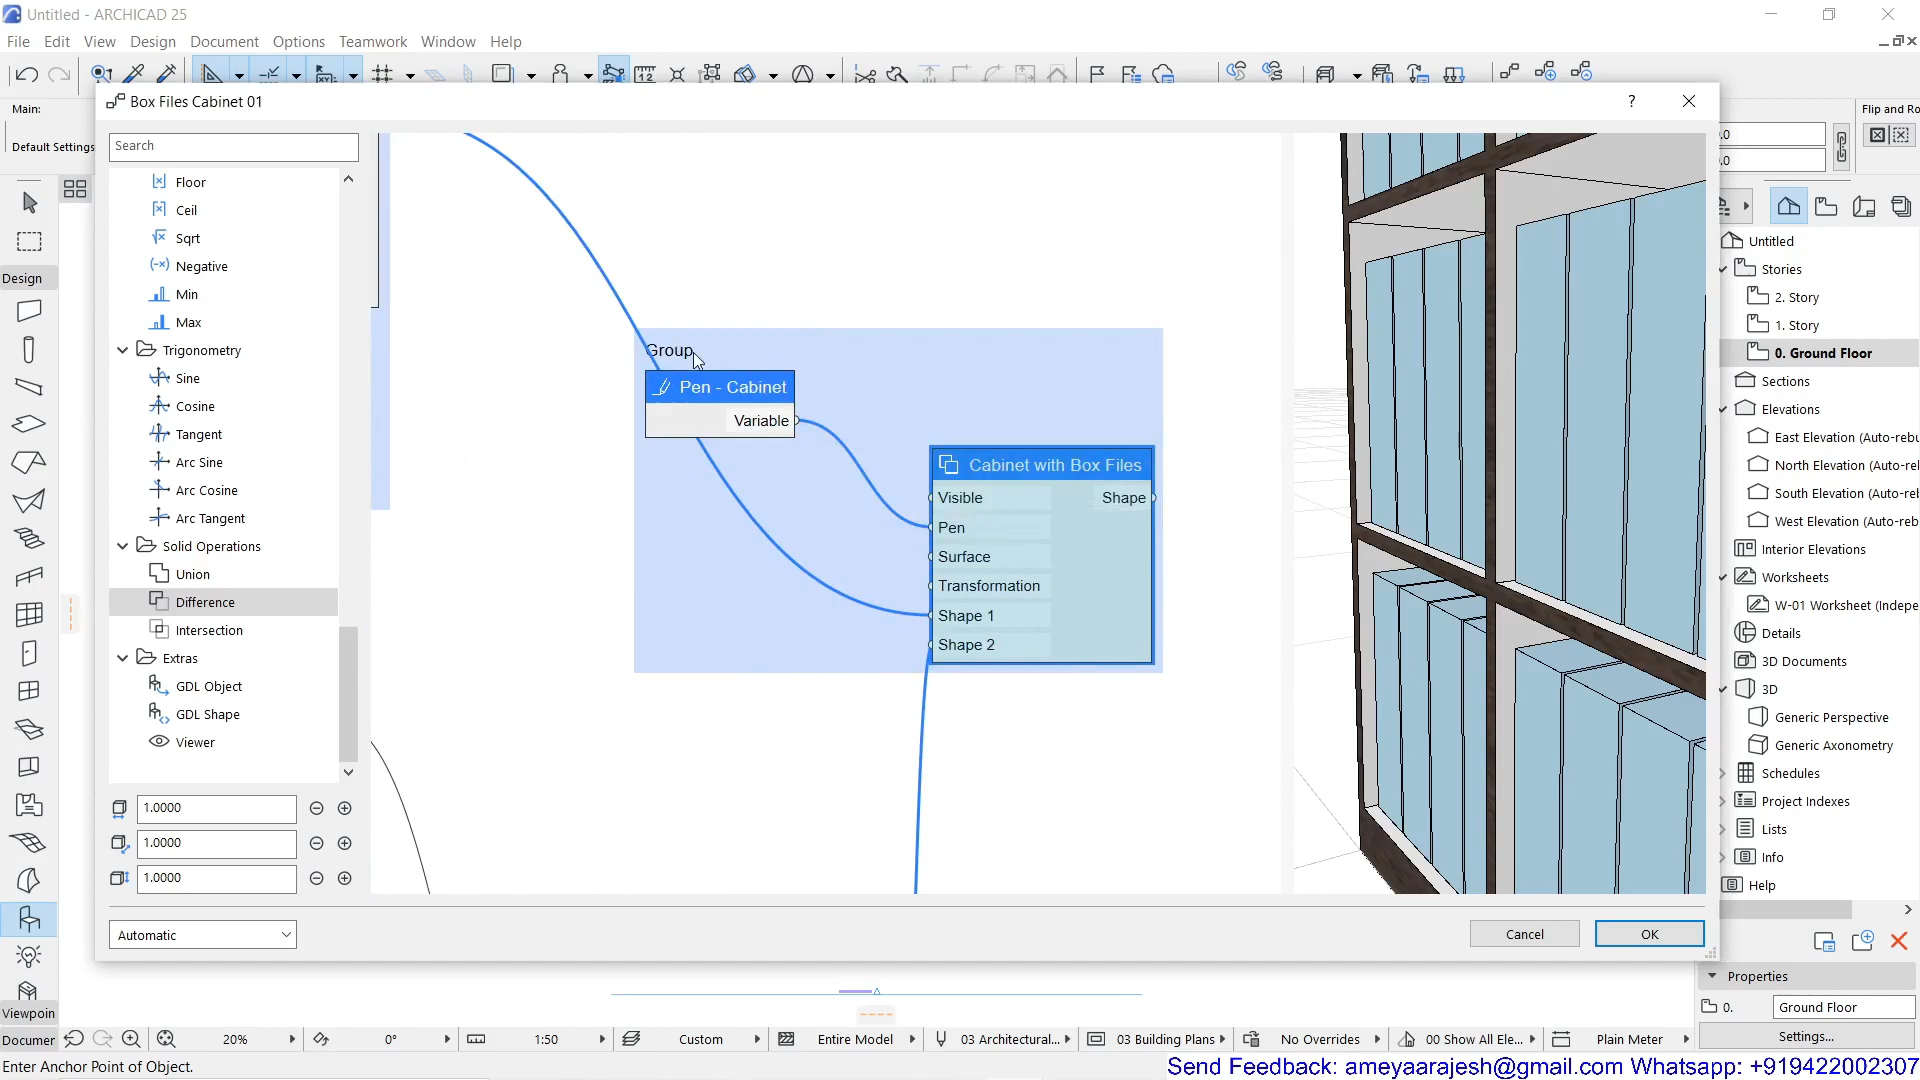 Untitled - ARCHICAD 25
File Edit View Design Document Options Teamwork Window Help
Main:
Default Settings
Box Files Cabinet 01
?
Flip and Ro
Search
Floor
Ceil
Sqrt
Negative
Min
Max
Trigonometry
Sine
Cosine
Tangent
Arc Sine
Arc Cosine
Arc Tangent
Solid Operations
Union
Difference
Intersection
Extras
GDL Object
GDL Shape
Viewer
1.0000
1.0000
1.0000
Automatic
Group
Pen - Cabinet
Variable
Cabinet with Box Files
Visible Shape
Pen
Surface
Transformation
Shape 1
Shape 2
Cancel
OK
Design
Viewpoin
Documer
.0
.0
Untitled
Stories
2. Story
1. Story
0. Ground Floor
Sections
Elevations
East Elevation (Auto-rebu
North Elevation (Auto-rel
South Elevation (Auto-rel
West Elevation (Auto-reb
Interior Elevations
Worksheets
W-01 Worksheet (Indepe
Details
3D Documents
3D
Generic Perspective
Generic Axonometry
Schedules
Project Indexes
Lists
Info
Help
Properties
0. Ground Floor
Settings...
20% 0° 1:50 Custom Entire Model 03 Architectural... 03 Building Plans No Overrides 00 Show All Ele... Plain Meter
Enter Anchor Point of Object.
Send Feedback: ameyaarajesh@gmail.com Whatsapp: +919422002307